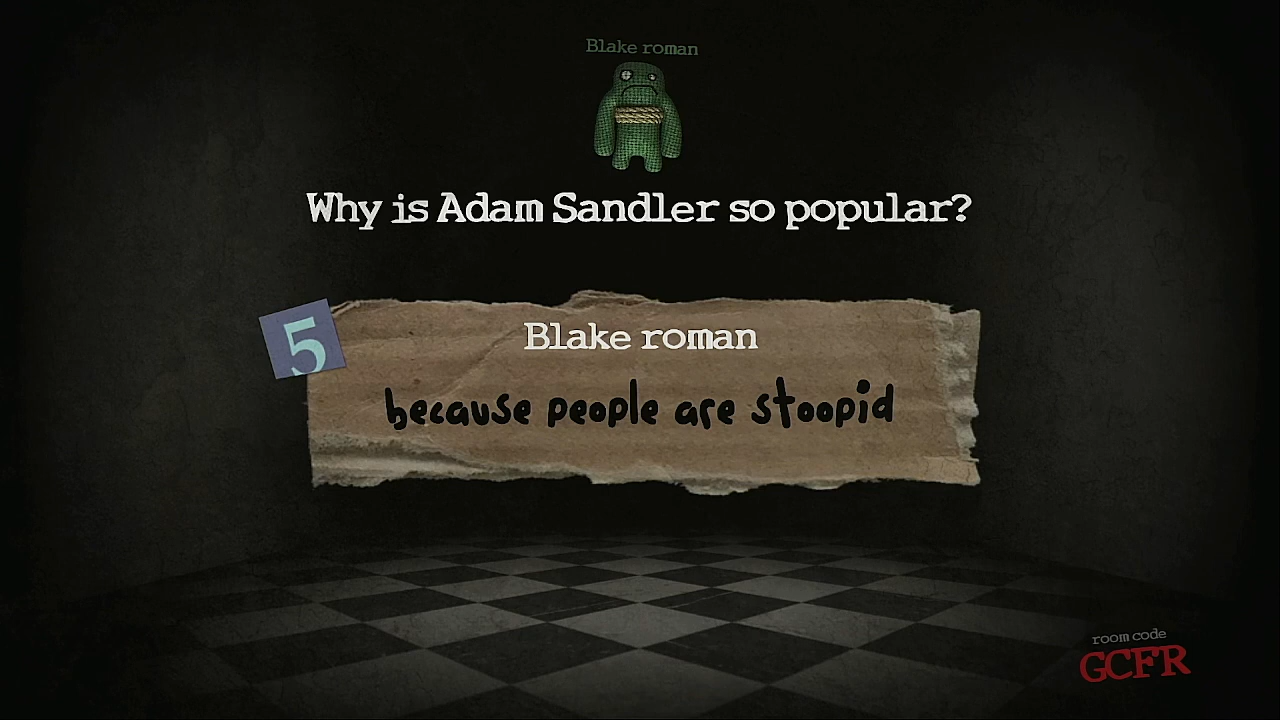 Blake roman
Why is Adam Sandler so popular?
5
Blake roman
because people are stoopid
room code
GCFR